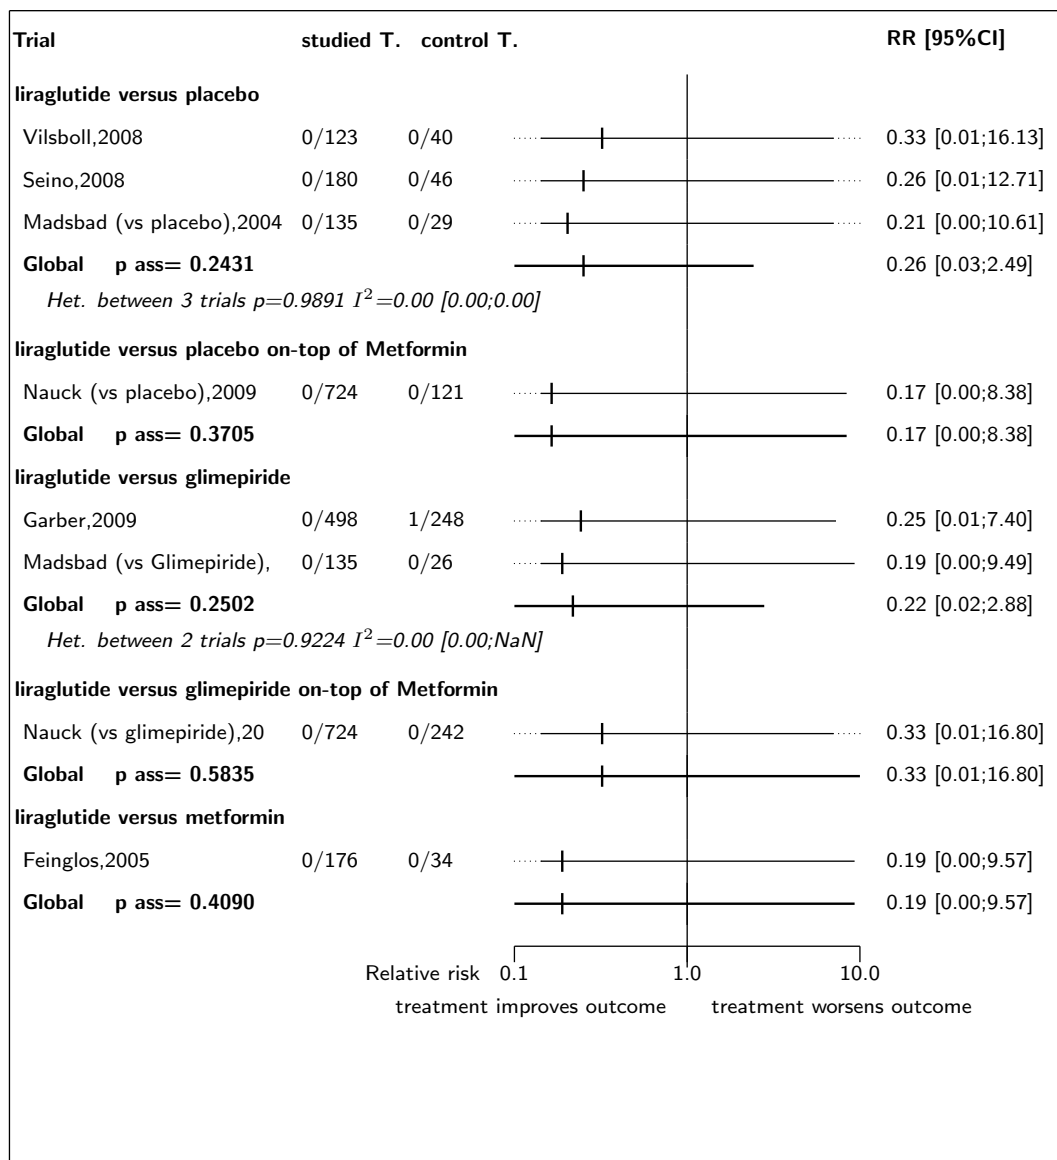 Trial studied T. control T. RR [95%CI]
liraglutide versus placebo
Vilsboll,2008 0/123 0/40 0.33 [0.01;16.13]
Seino,2008 0/180 0/46 0.26 [0.01;12.71]
Madsbad (vs placebo),2004 0/135 0/29 0.21 [0.00;10.61]
Global p ass= 0.2431 0.26 [0.03;2.49]
Het. between 3 trials p=0.9891 I²=0.00 [0.00;0.00]
liraglutide versus placebo on-top of Metformin
Nauck (vs placebo),2009 0/724 0/121 0.17 [0.00;8.38]
Global p ass= 0.3705 0.17 [0.00;8.38]
liraglutide versus glimepiride
Garber,2009 0/498 1/248 0.25 [0.01;7.40]
Madsbad (vs Glimepiride), 0/135 0/26 0.19 [0.00;9.49]
Global p ass= 0.2502 0.22 [0.02;2.88]
Het. between 2 trials p=0.9224 I²=0.00 [0.00;NaN]
liraglutide versus glimepiride on-top of Metformin
Nauck (vs glimepiride),20 0/724 0/242 0.33 [0.01;16.80]
Global p ass= 0.5835 0.33 [0.01;16.80]
liraglutide versus metformin
Feinglos,2005 0/176 0/34 0.19 [0.00;9.57]
Global p ass= 0.4090 0.19 [0.00;9.57]
Relative risk 0.1 1.0 10.0
treatment improves outcome treatment worsens outcome